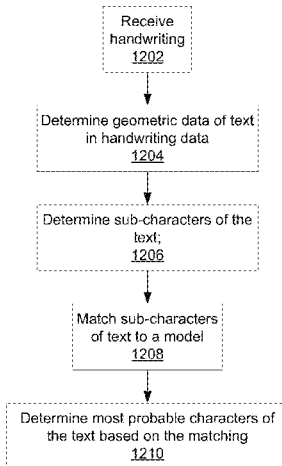 Receive
handwriting
1202
Determine geometric data of text
in handwriting data
1204
Determine sub-characters of the
text;
1206
Match sub-characters
of text to a model
1208
Determine most probable characters of
the text based on the matching
1210